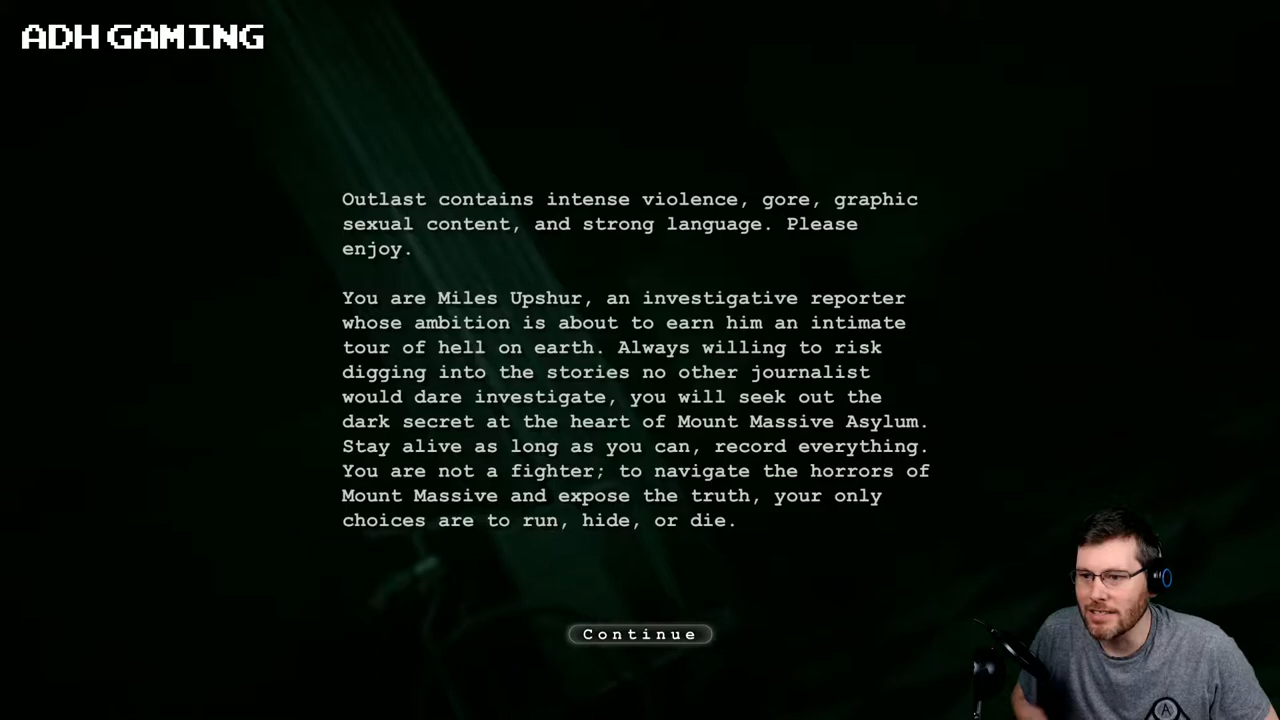 ADH GAMING
Outlast contains intense violence, gore, graphic
sexual content, and strong language. Please
enjoy.
You are Miles Upshur, an investigative reporter
whose ambition is about to earn him an intimate
tour of hell on earth. Always willing to risk
digging into the stories no other journalist
would dare investigate, you will seek out the
dark secret at the heart of Mount Massive Asylum.
Stay alive as long as you can, record everything.
You are not a fighter; to navigate the horrors of
Mount Massive and expose the truth, your only
choices are to run, hide, or die.
Continue
A